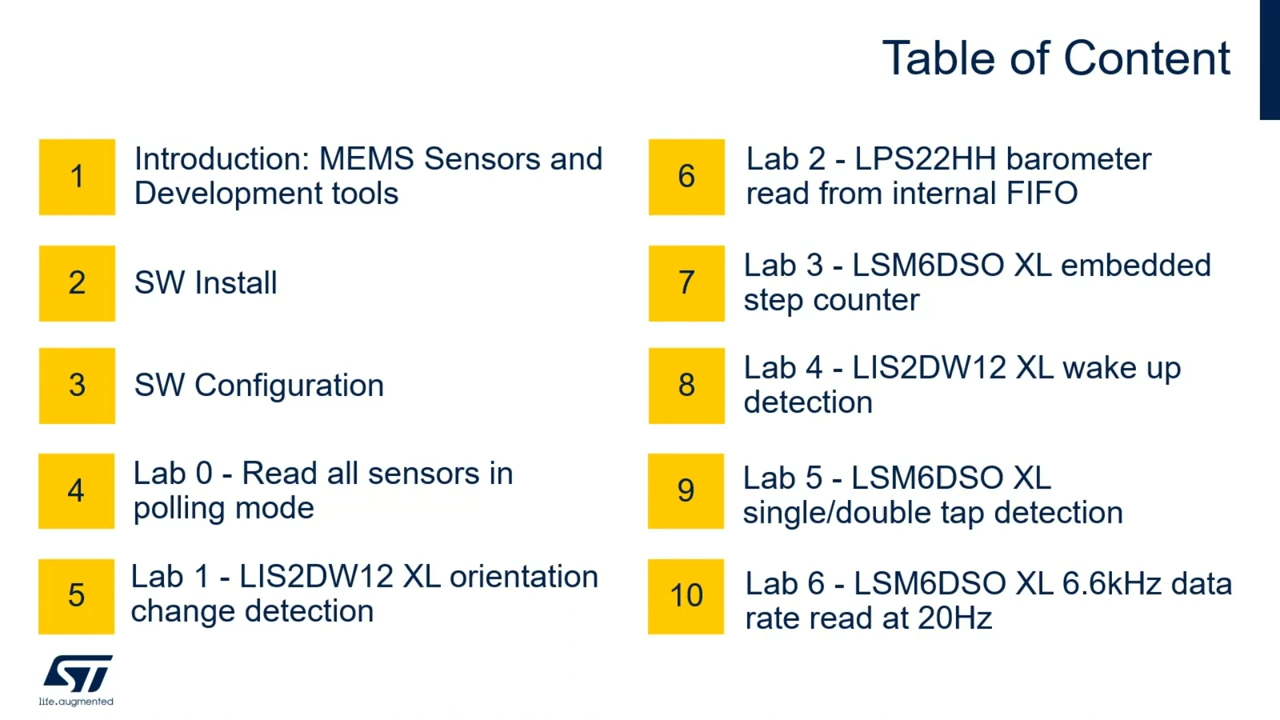 Table of Content
1
Introduction: MEMS Sensors and
Development tools
2
SW Install
3
SW Configuration
4
Lab 0 - Read all sensors in
polling mode
5
Lab 1 - LIS2DW12 XL orientation
change detection
6
Lab 2 - LPS22HH barometer
read from internal FIFO
7
Lab 3 - LSM6DSO XL embedded
step counter
8
Lab 4 - LIS2DW12 XL wake up
detection
9
Lab 5 - LSM6DSO XL
single/double tap detection
10
Lab 6 - LSM6DSO XL 6.6kHz data
rate read at 20Hz
ST
life.augmented